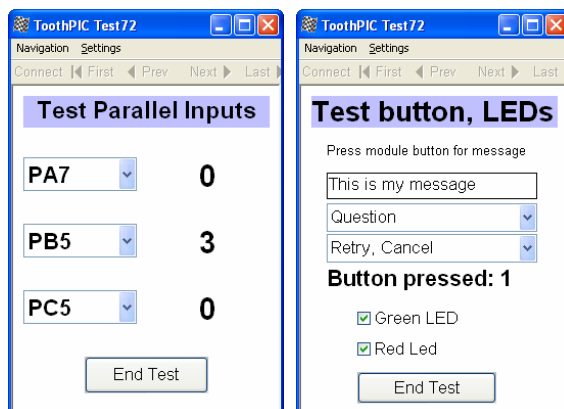 ToothPIC Test72
Navigation Settings
Connect First Prev Next Last
Test Parallel Inputs
PA7 0
PB5 3
PC5 0
End Test
ToothPIC Test72
Navigation Settings
Connect First Prev Next Last
Test button, LEDs
Press module button for message
This is my message
Question
Retry, Cancel
Button pressed: 1
Green LED
Red Led
End Test